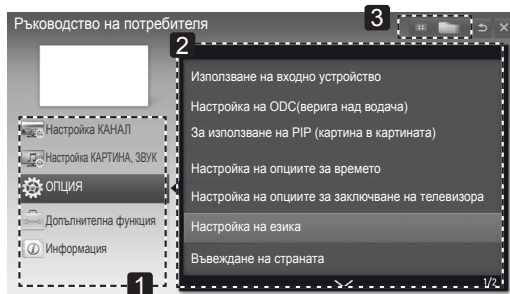 Ръководство на потребителя
3
2
Настройка КАНАЛ
Настройка КАРТИНА, ЗВУК
ОПЦИЯ
Допълнителна функция
Информация
1
Използване на входно устройство
Настройка на ODC(верига над водача)
За използване на PIP (картина в картината)
Настройка на опциите за времето
Настройка на опциите за заключване на телевизора
Настройка на езика
Въвеждане на страната
1/2